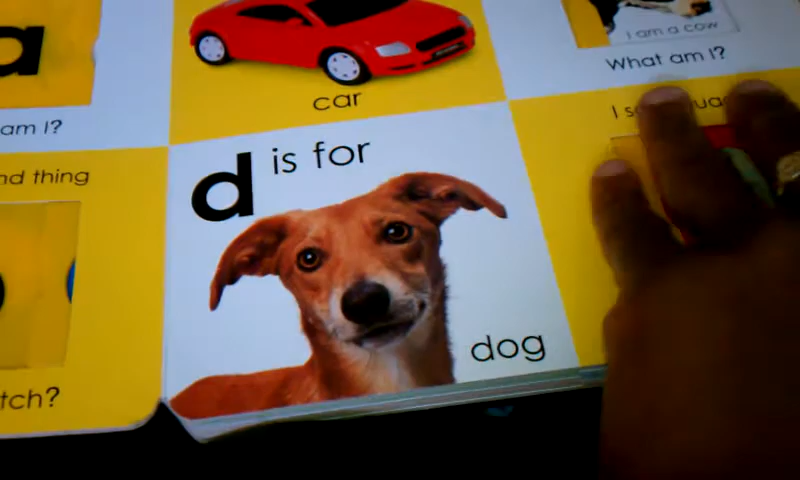 a
am I?
nd thing
tch?
car
d is for
dog
I am a cow
What am I?
I s